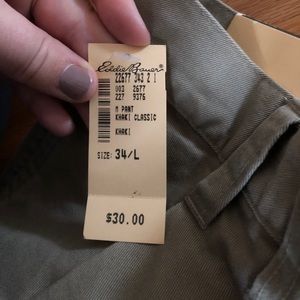 Eddie Bauer
22677 343 2 1
003 2677
227 9376
M PANT
KHAKI CLASSIC
KHAKI
SIZE: 34/L
$30.00